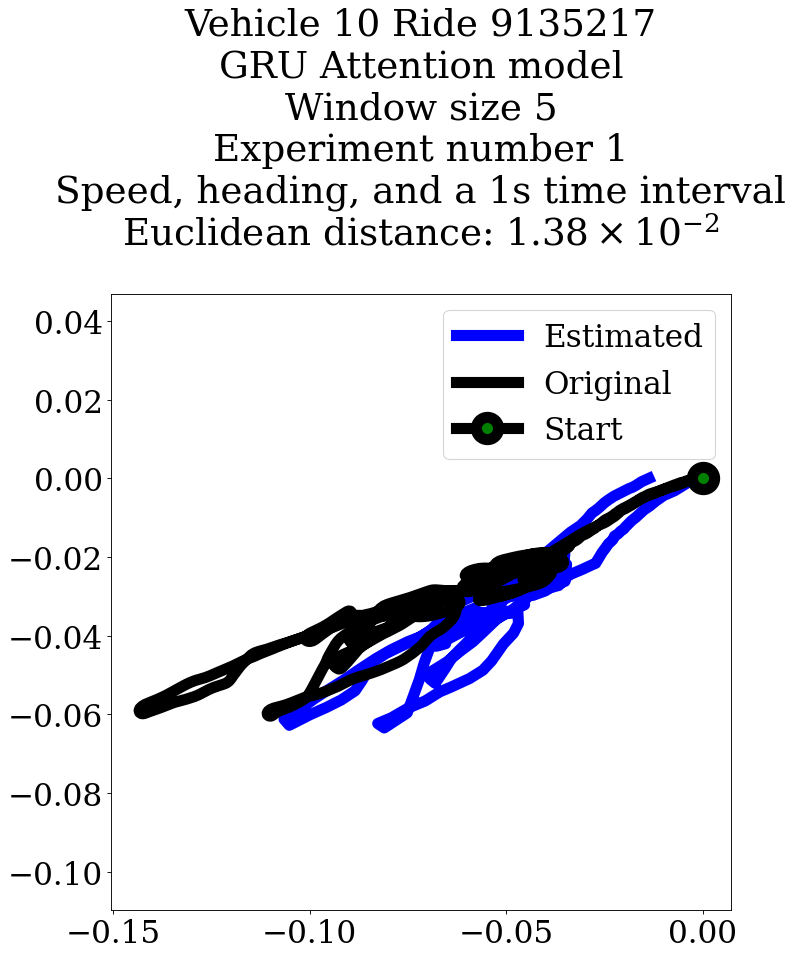 Vehicle 10 Ride 9135217
GRU Attention model
Window size 5
Experiment number 1
Speed, heading, and a 1s time interval
Euclidean distance: 1.38 × 10⁻²
Estimated
Original
Start
0.04
0.02
0.00
−0.02
−0.04
−0.06
−0.08
−0.10
−0.15
−0.10
−0.05
0.00